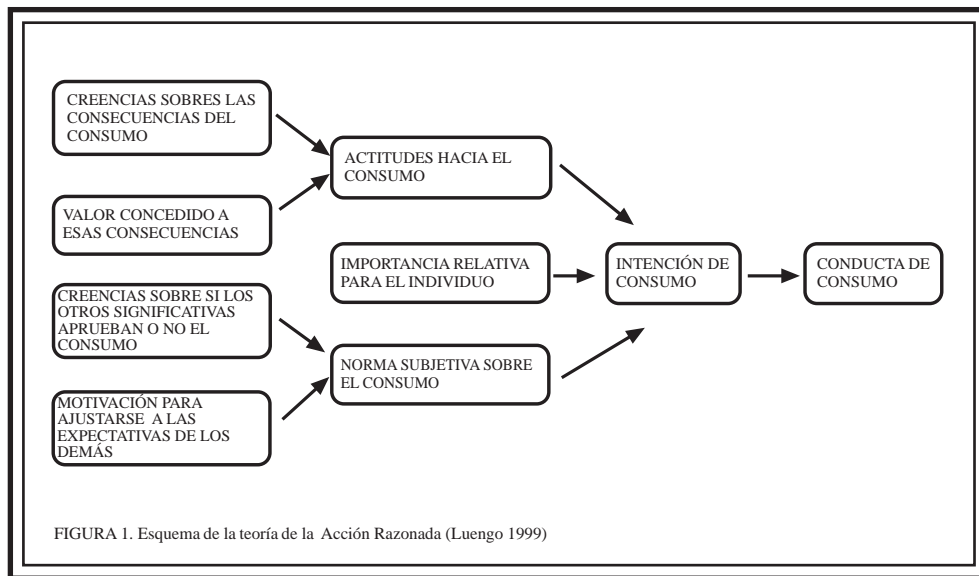 CREENCIAS SOBRES LAS
CONSECUENCIAS DEL
CONSUMO
VALOR CONCEDIDO A
ESAS CONSECUENCIAS
CREENCIAS SOBRE SI LOS
OTROS SIGNIFICATIVAS
APRUEBAN O NO EL
CONSUMO
MOTIVACIÓN PARA
AJUSTARSE A LAS
EXPECTATIVAS DE LOS
DEMÁS
ACTITUDES HACIA EL
CONSUMO
IMPORTANCIA RELATIVA
PARA EL INDIVIDUO
NORMA SUBJETIVA SOBRE
EL CONSUMO
INTENCIÓN DE
CONSUMO
CONDUCTA DE
CONSUMO
FIGURA 1. Esquema de la teoría de la Acción Razonada (Luengo 1999)